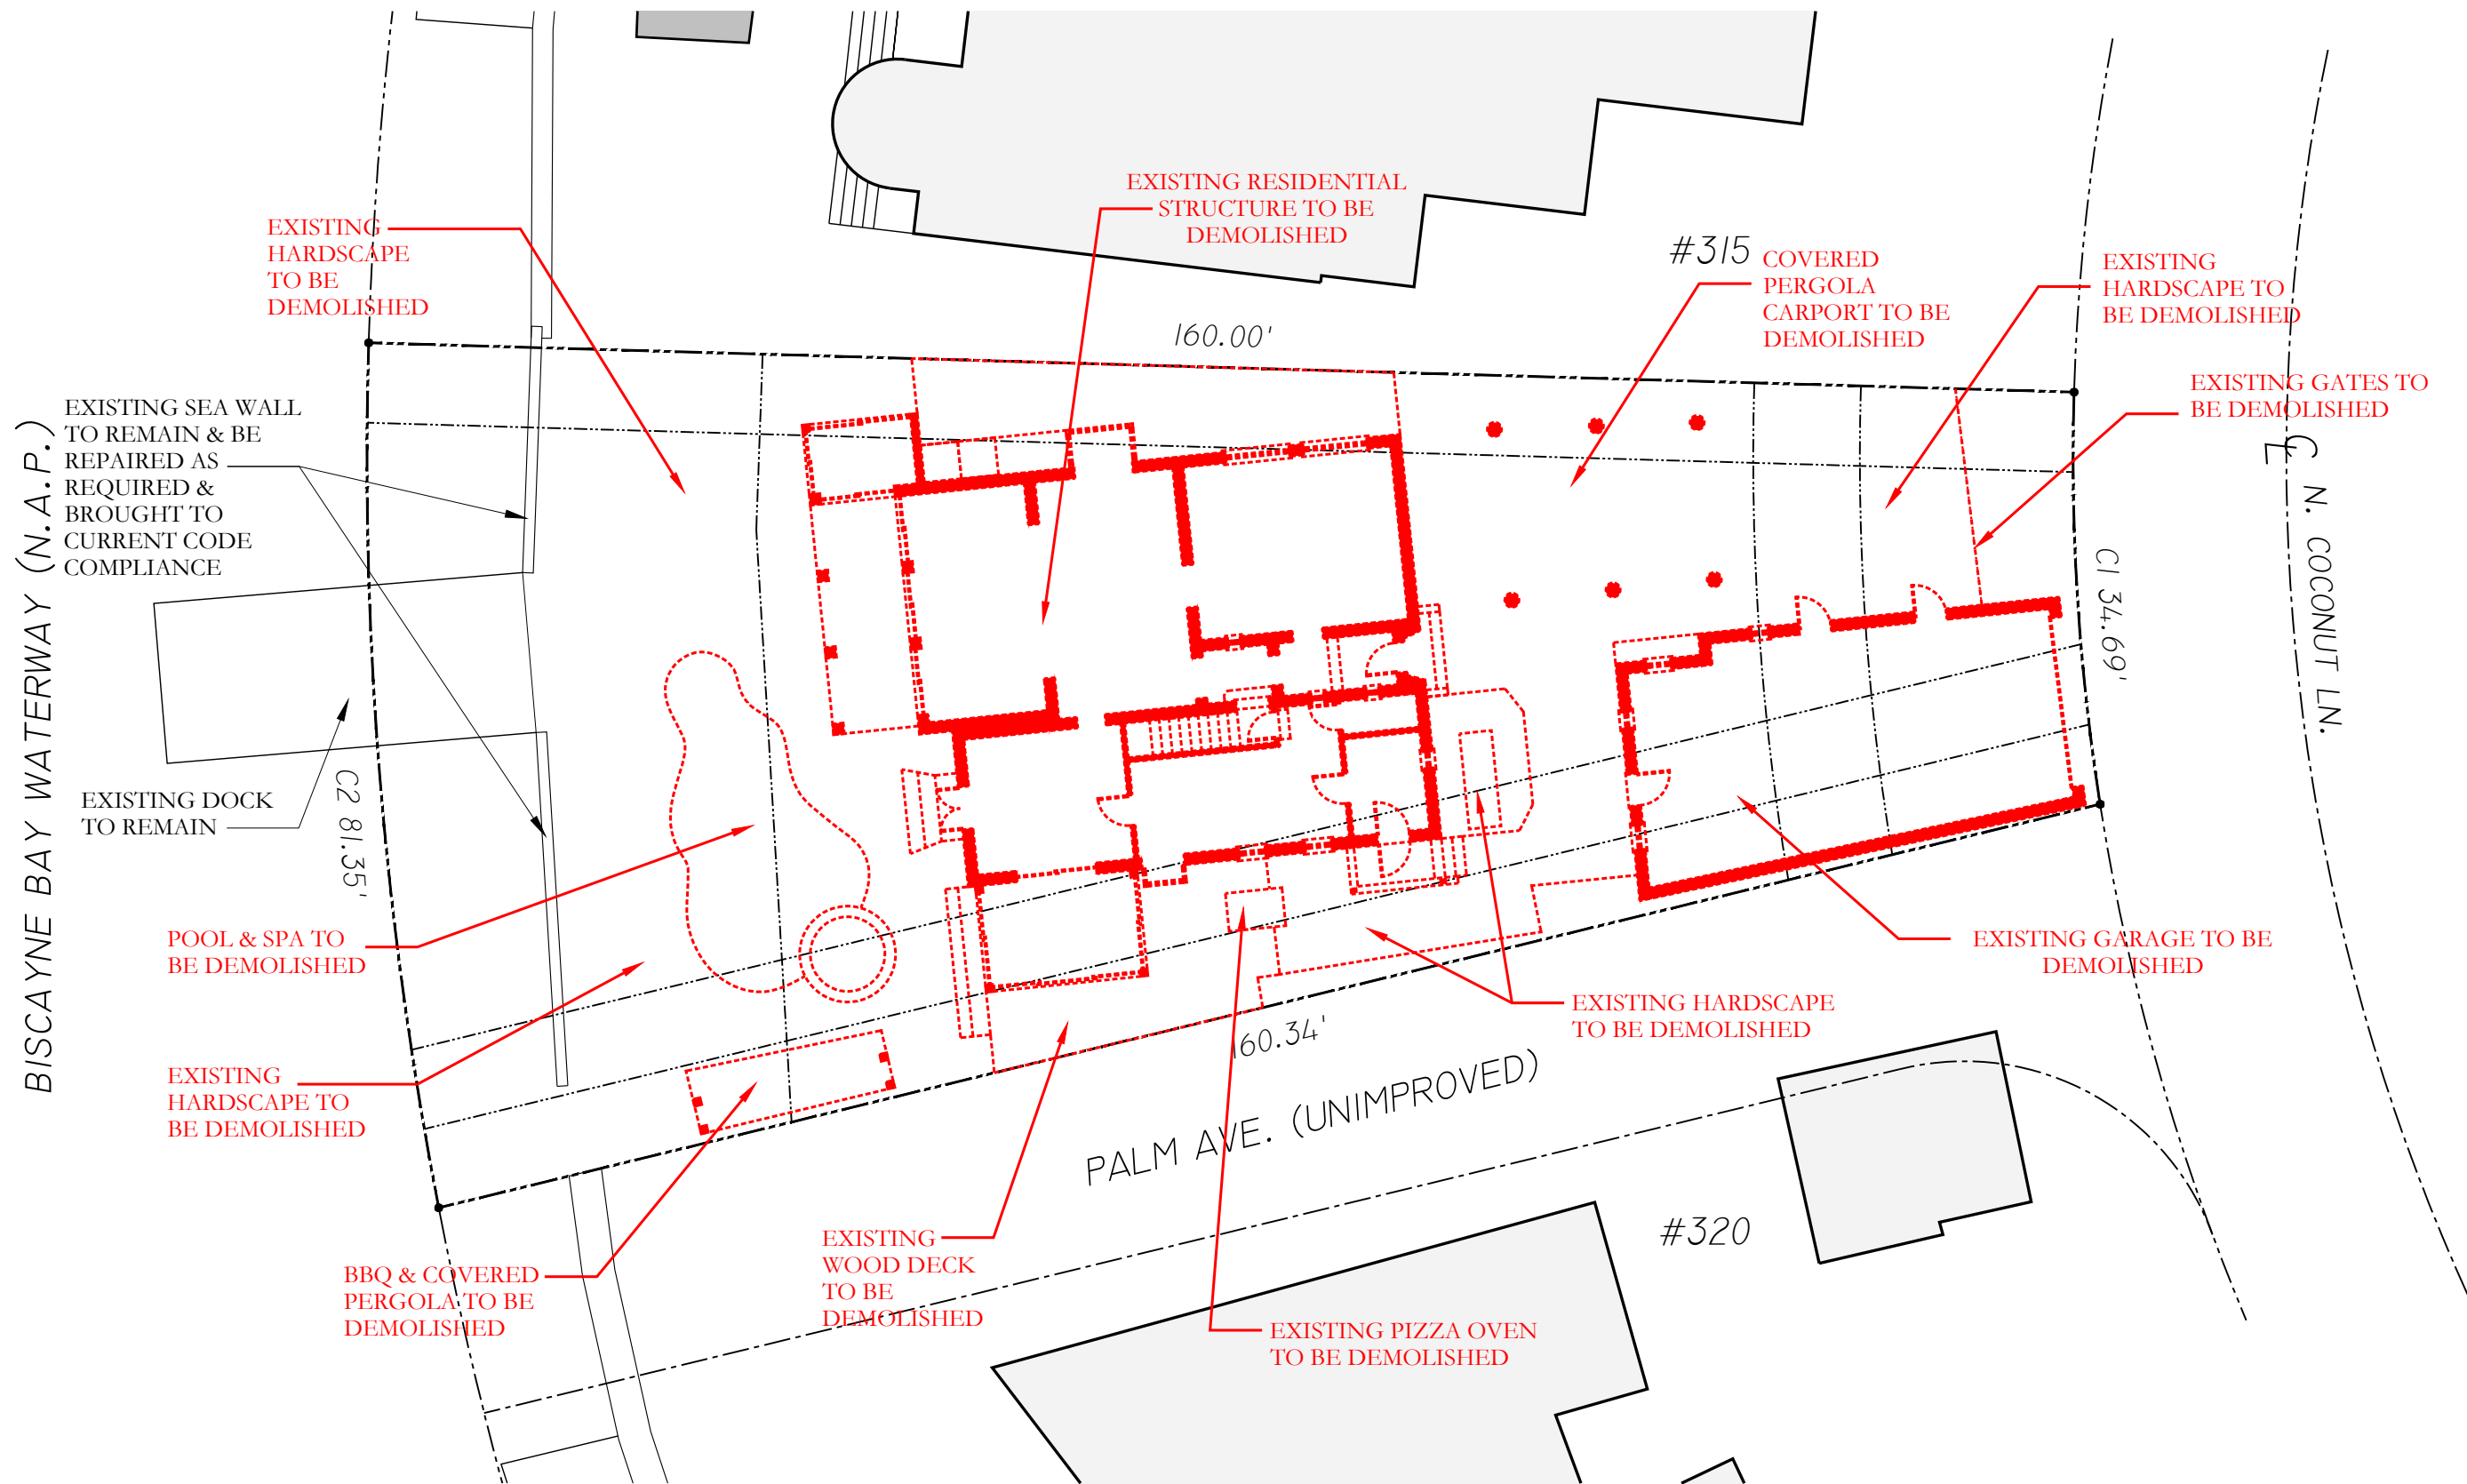 EXISTING RESIDENTIAL
STRUCTURE TO BE
DEMOLISHED
EXISTING
HARDSCAPE
TO BE
DEMOLISHED
#315
COVERED
PERGOLA
CARPORT TO BE
DEMOLISHED
EXISTING
HARDSCAPE TO
BE DEMOLISHED
160.00'
EXISTING GATES TO
BE DEMOLISHED
EXISTING SEA WALL
TO REMAIN & BE
REPAIRED AS
REQUIRED &
BROUGHT TO
CURRENT CODE
COMPLIANCE
BISCAYNE BAY WATERWAY (N.A.P.)
CL N. COCONUT LN.
C1 34.69'
EXISTING DOCK
TO REMAIN
C2 81.35'
POOL & SPA TO
BE DEMOLISHED
EXISTING GARAGE TO BE
DEMOLISHED
EXISTING HARDSCAPE
TO BE DEMOLISHED
160.34'
EXISTING
HARDSCAPE TO
BE DEMOLISHED
PALM AVE. (UNIMPROVED)
#320
EXISTING
WOOD DECK
TO BE
DEMOLISHED
BBQ & COVERED
PERGOLA TO BE
DEMOLISHED
EXISTING PIZZA OVEN
TO BE DEMOLISHED